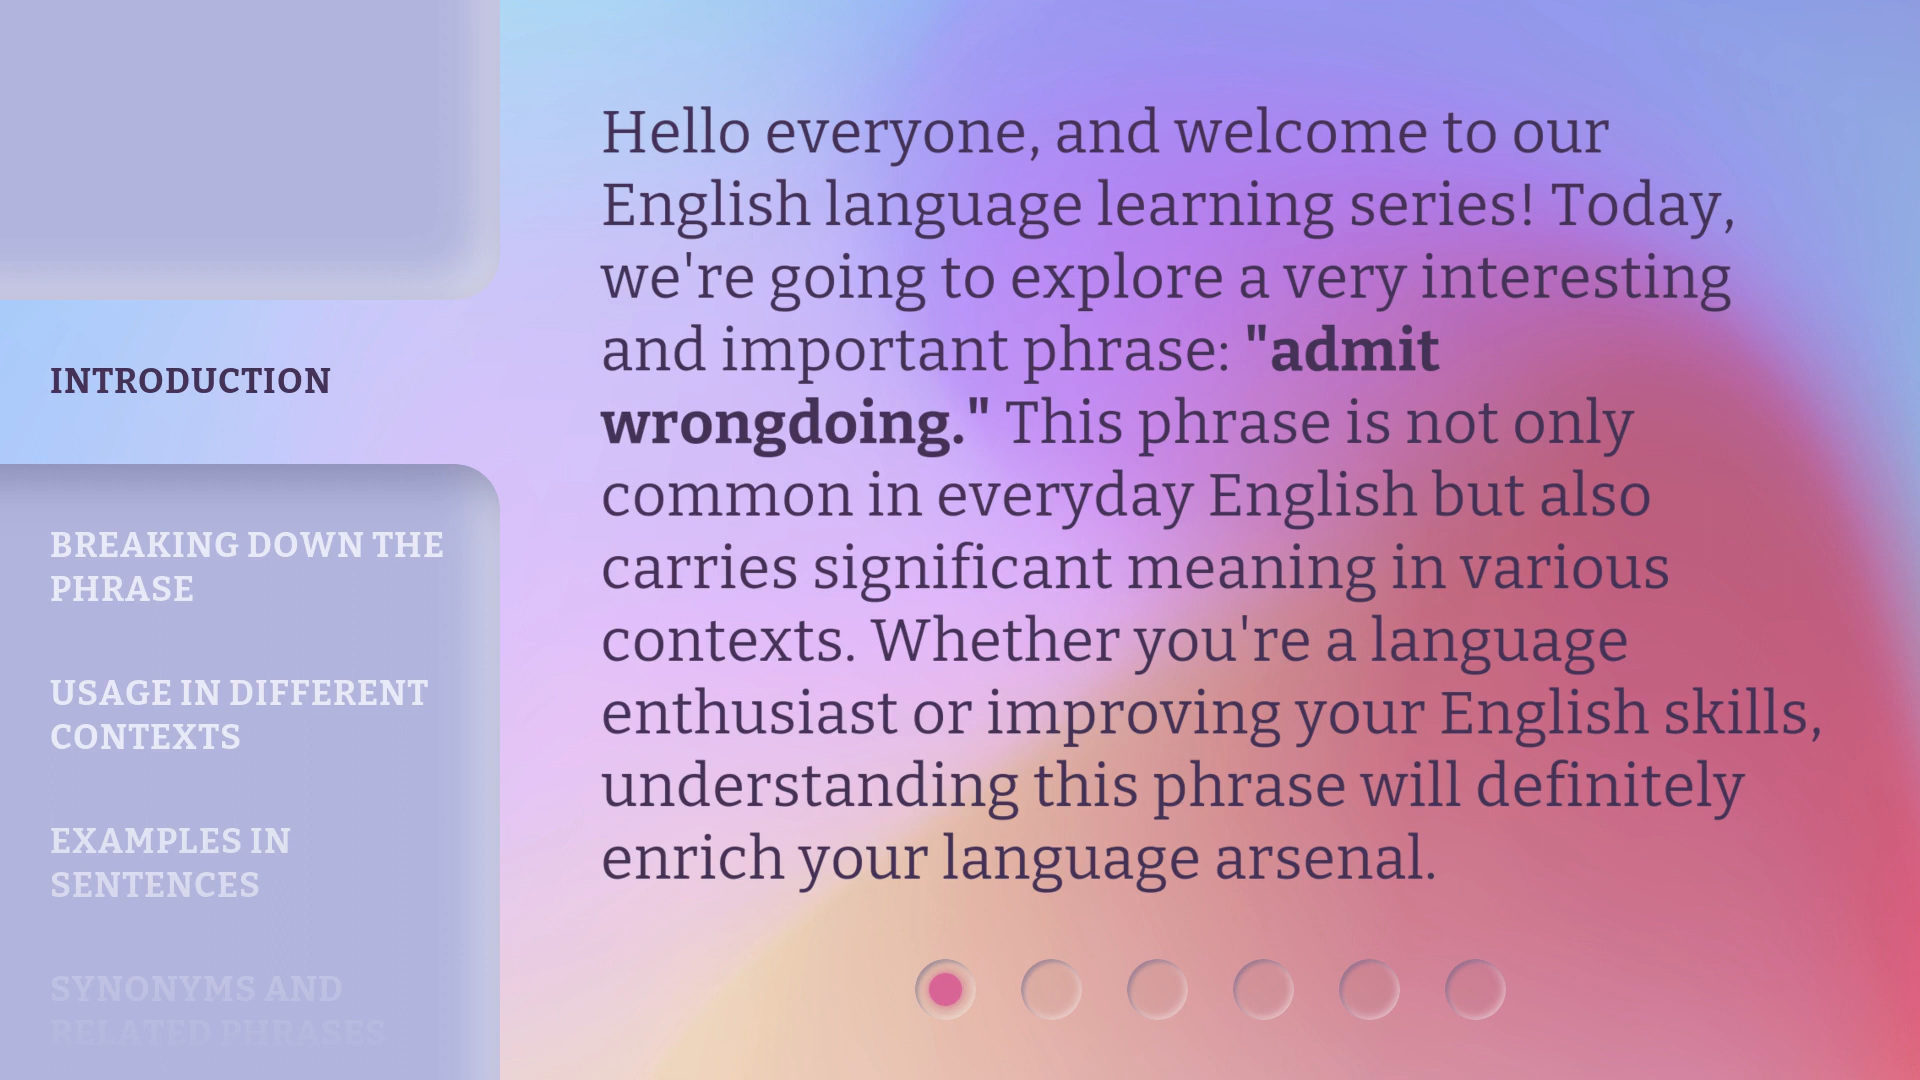 INTRODUCTION
BREAKING DOWN THE
PHRASE
USAGE IN DIFFERENT
CONTEXTS
EXAMPLES IN
SENTENCES
SYNONYMS AND
RELATED PHRASES
Hello everyone, and welcome to our
English language learning series! Today,
we're going to explore a very interesting
and important phrase: "admit
wrongdoing." This phrase is not only
common in everyday English but also
carries significant meaning in various
contexts. Whether you're a language
enthusiast or improving your English skills,
understanding this phrase will definitely
enrich your language arsenal.